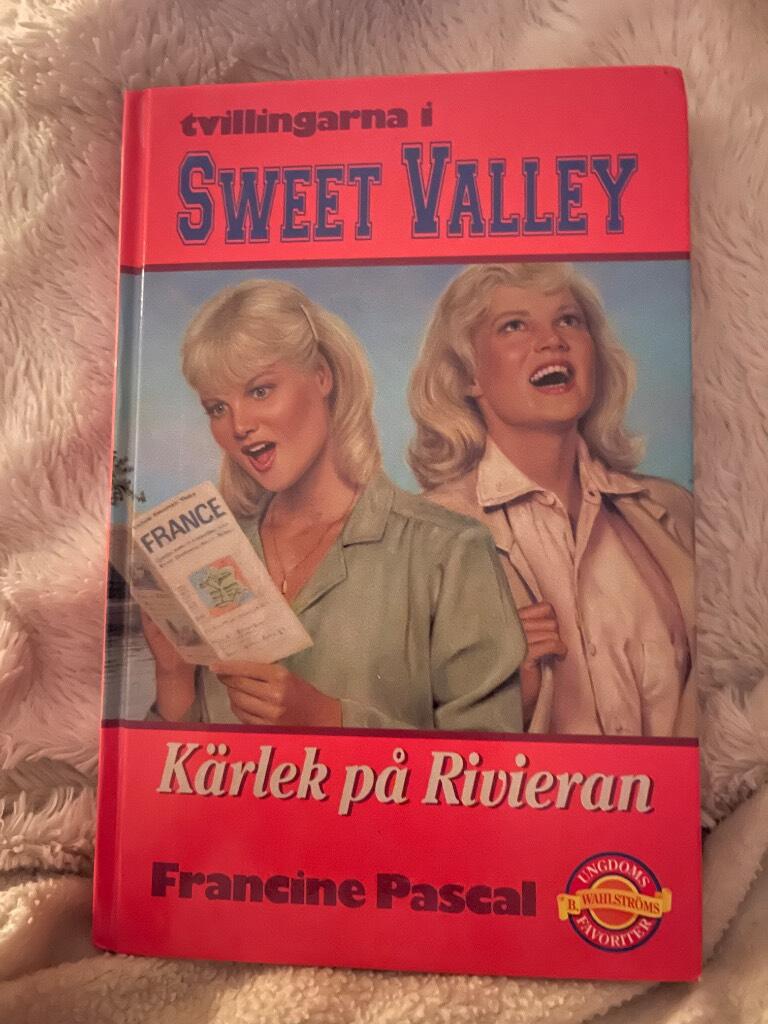 tvillingarna i
SWEET VALLEY
FRANCE
Kärlek på Rivieran
Francine Pascal
UNGDOMS
B. WAHLSTRÖMS
FAVORITER